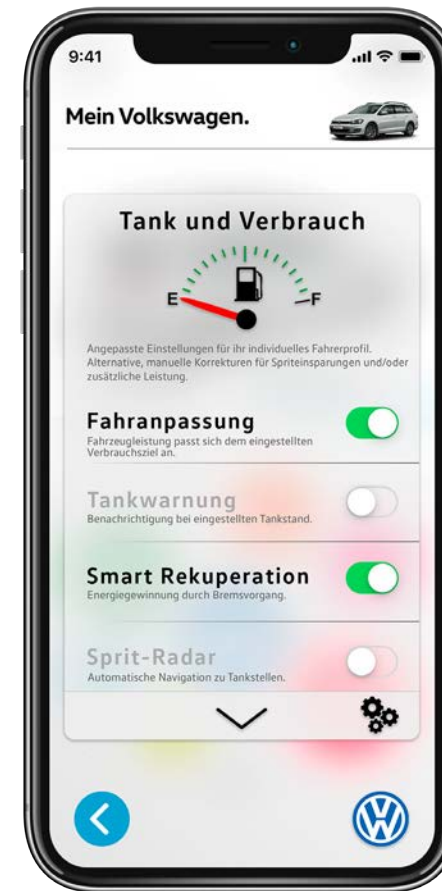 9:41
Mein Volkswagen.
Tank und Verbrauch
E
F
Angepasste Einstellungen für ihr individuelles Fahrerprofil.
Alternative, manuelle Korrekturen für Spriteinsparungen und/oder
zusätzliche Leistung.
Fahranpassung
Fahrzeugleistung passt sich dem eingestellten
Verbrauchsziel an.
Tankwarnung
Benachrichtigung bei eingestellten Tankstand.
Smart Rekuperation
Energiegewinnung durch Bremsvorgang.
Sprit-Radar
Automatische Navigation zu Tankstellen.
VW